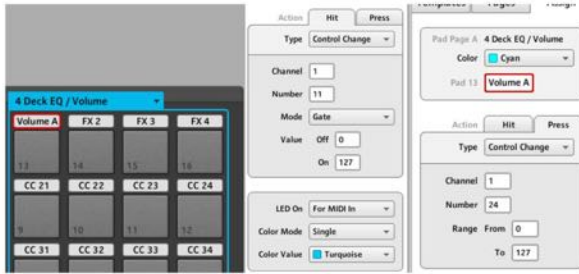 4 Deck EQ / Volume
Volume A FX 2 FX 3 FX 4
13 14 15 16
CC 21 CC 22 CC 23 CC 24
9 10 11 12
CC 31 CC 32 CC 33 CC 34
Action Hit Press
Type Control Change
Channel 1
Number 11
Mode Gate
Value Off 0
On 127
LED On For MIDI In
Color Mode Single
Color Value Turquoise
Templates Pages Assign
Pad Page A 4 Deck EQ / Volume
Color Cyan
Pad 13 Volume A
Action Hit Press
Type Control Change
Channel 1
Number 24
Range From 0
To 127